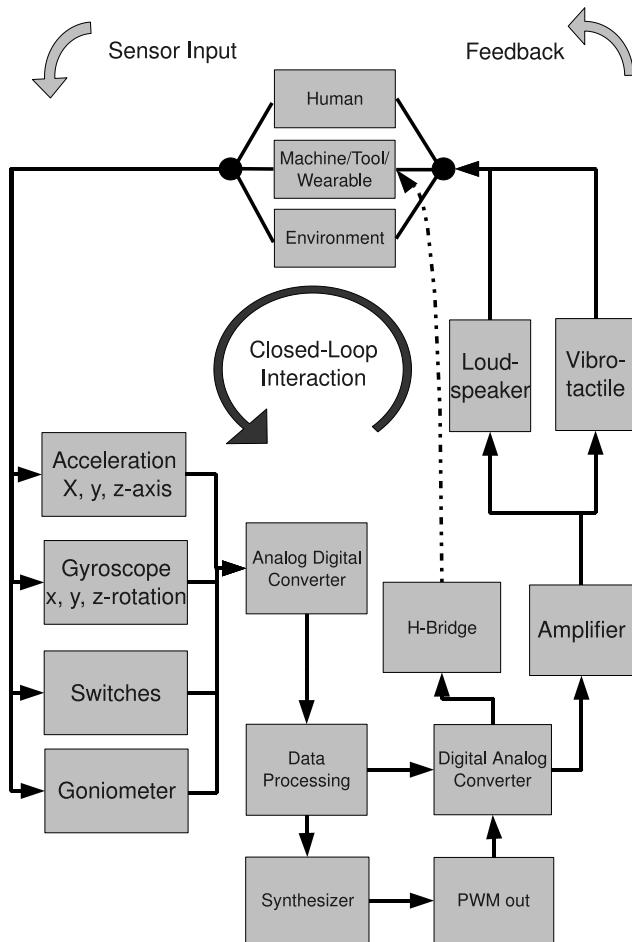 Sensor Input
Feedback
Human
Machine/Tool/
Wearable
Environment
Closed-Loop
Interaction
Loud-
speaker
Vibro-
tactile
Acceleration
X, y, z-axis
Gyroscope
x, y, z-rotation
Switches
Goniometer
Analog Digital
Converter
H-Bridge
Amplifier
Data
Processing
Digital Analog
Converter
Synthesizer
PWM out